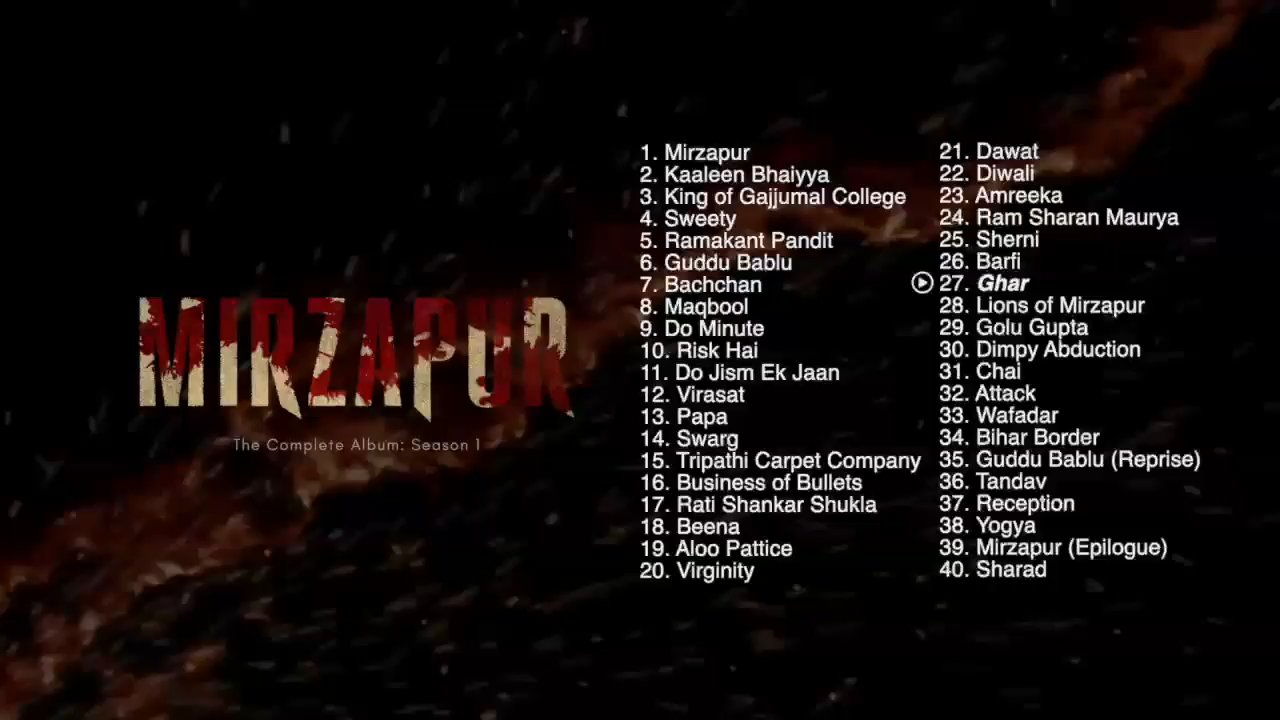 MIRZAPUR
The Complete Album: Season 1
1. Mirzapur
2. Kaaleen Bhaiyya
3. King of Gajjumal College
4. Sweety
5. Ramakant Pandit
6. Guddu Bablu
7. Bachchan
8. Maqbool
9. Do Minute
10. Risk Hai
11. Do Jism Ek Jaan
12. Virasat
13. Papa
14. Swarg
15. Tripathi Carpet Company
16. Business of Bullets
17. Rati Shankar Shukla
18. Beena
19. Aloo Pattice
20. Virginity
21. Dawat
22. Diwali
23. Amreeka
24. Ram Sharan Maurya
25. Sherni
26. Barfi
27. Ghar
28. Lions of Mirzapur
29. Golu Gupta
30. Dimpy Abduction
31. Chai
32. Attack
33. Wafadar
34. Bihar Border
35. Guddu Bablu (Reprise)
36. Tandav
37. Reception
38. Yogya
39. Mirzapur (Epilogue)
40. Sharad